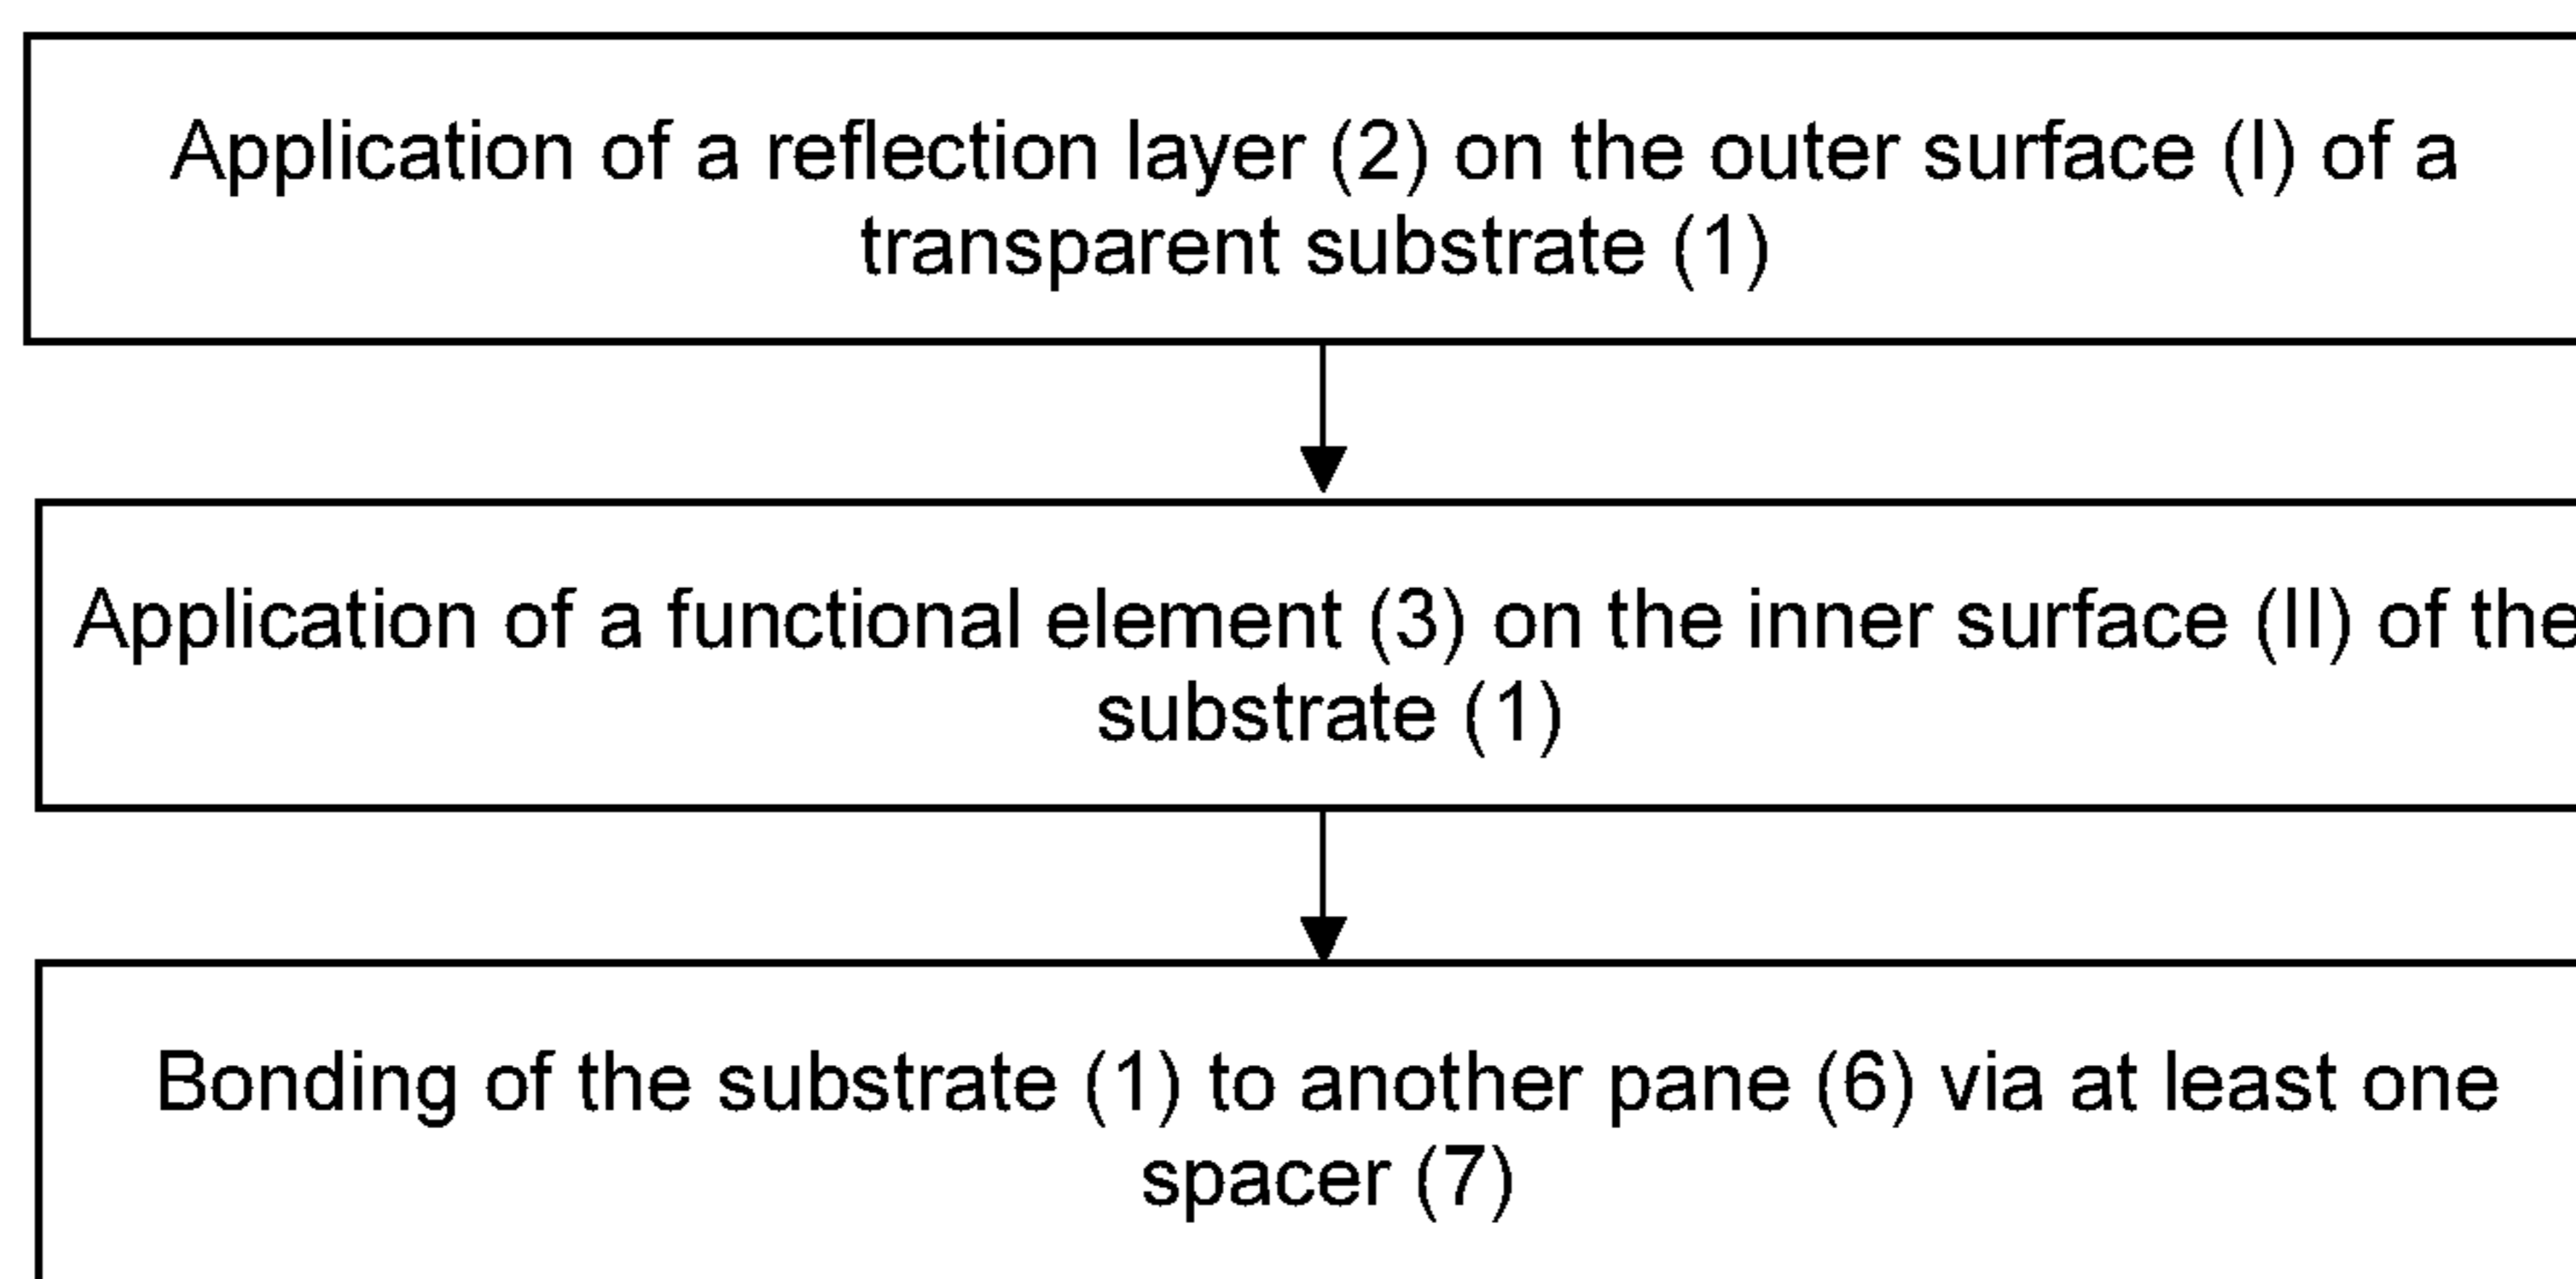 Application of a reflection layer (2) on the outer surface (I) of a
transparent substrate (1)
Application of a functional element (3) on the inner surface (II) of the
substrate (1)
Bonding of the substrate (1) to another pane (6) via at least one
spacer (7)